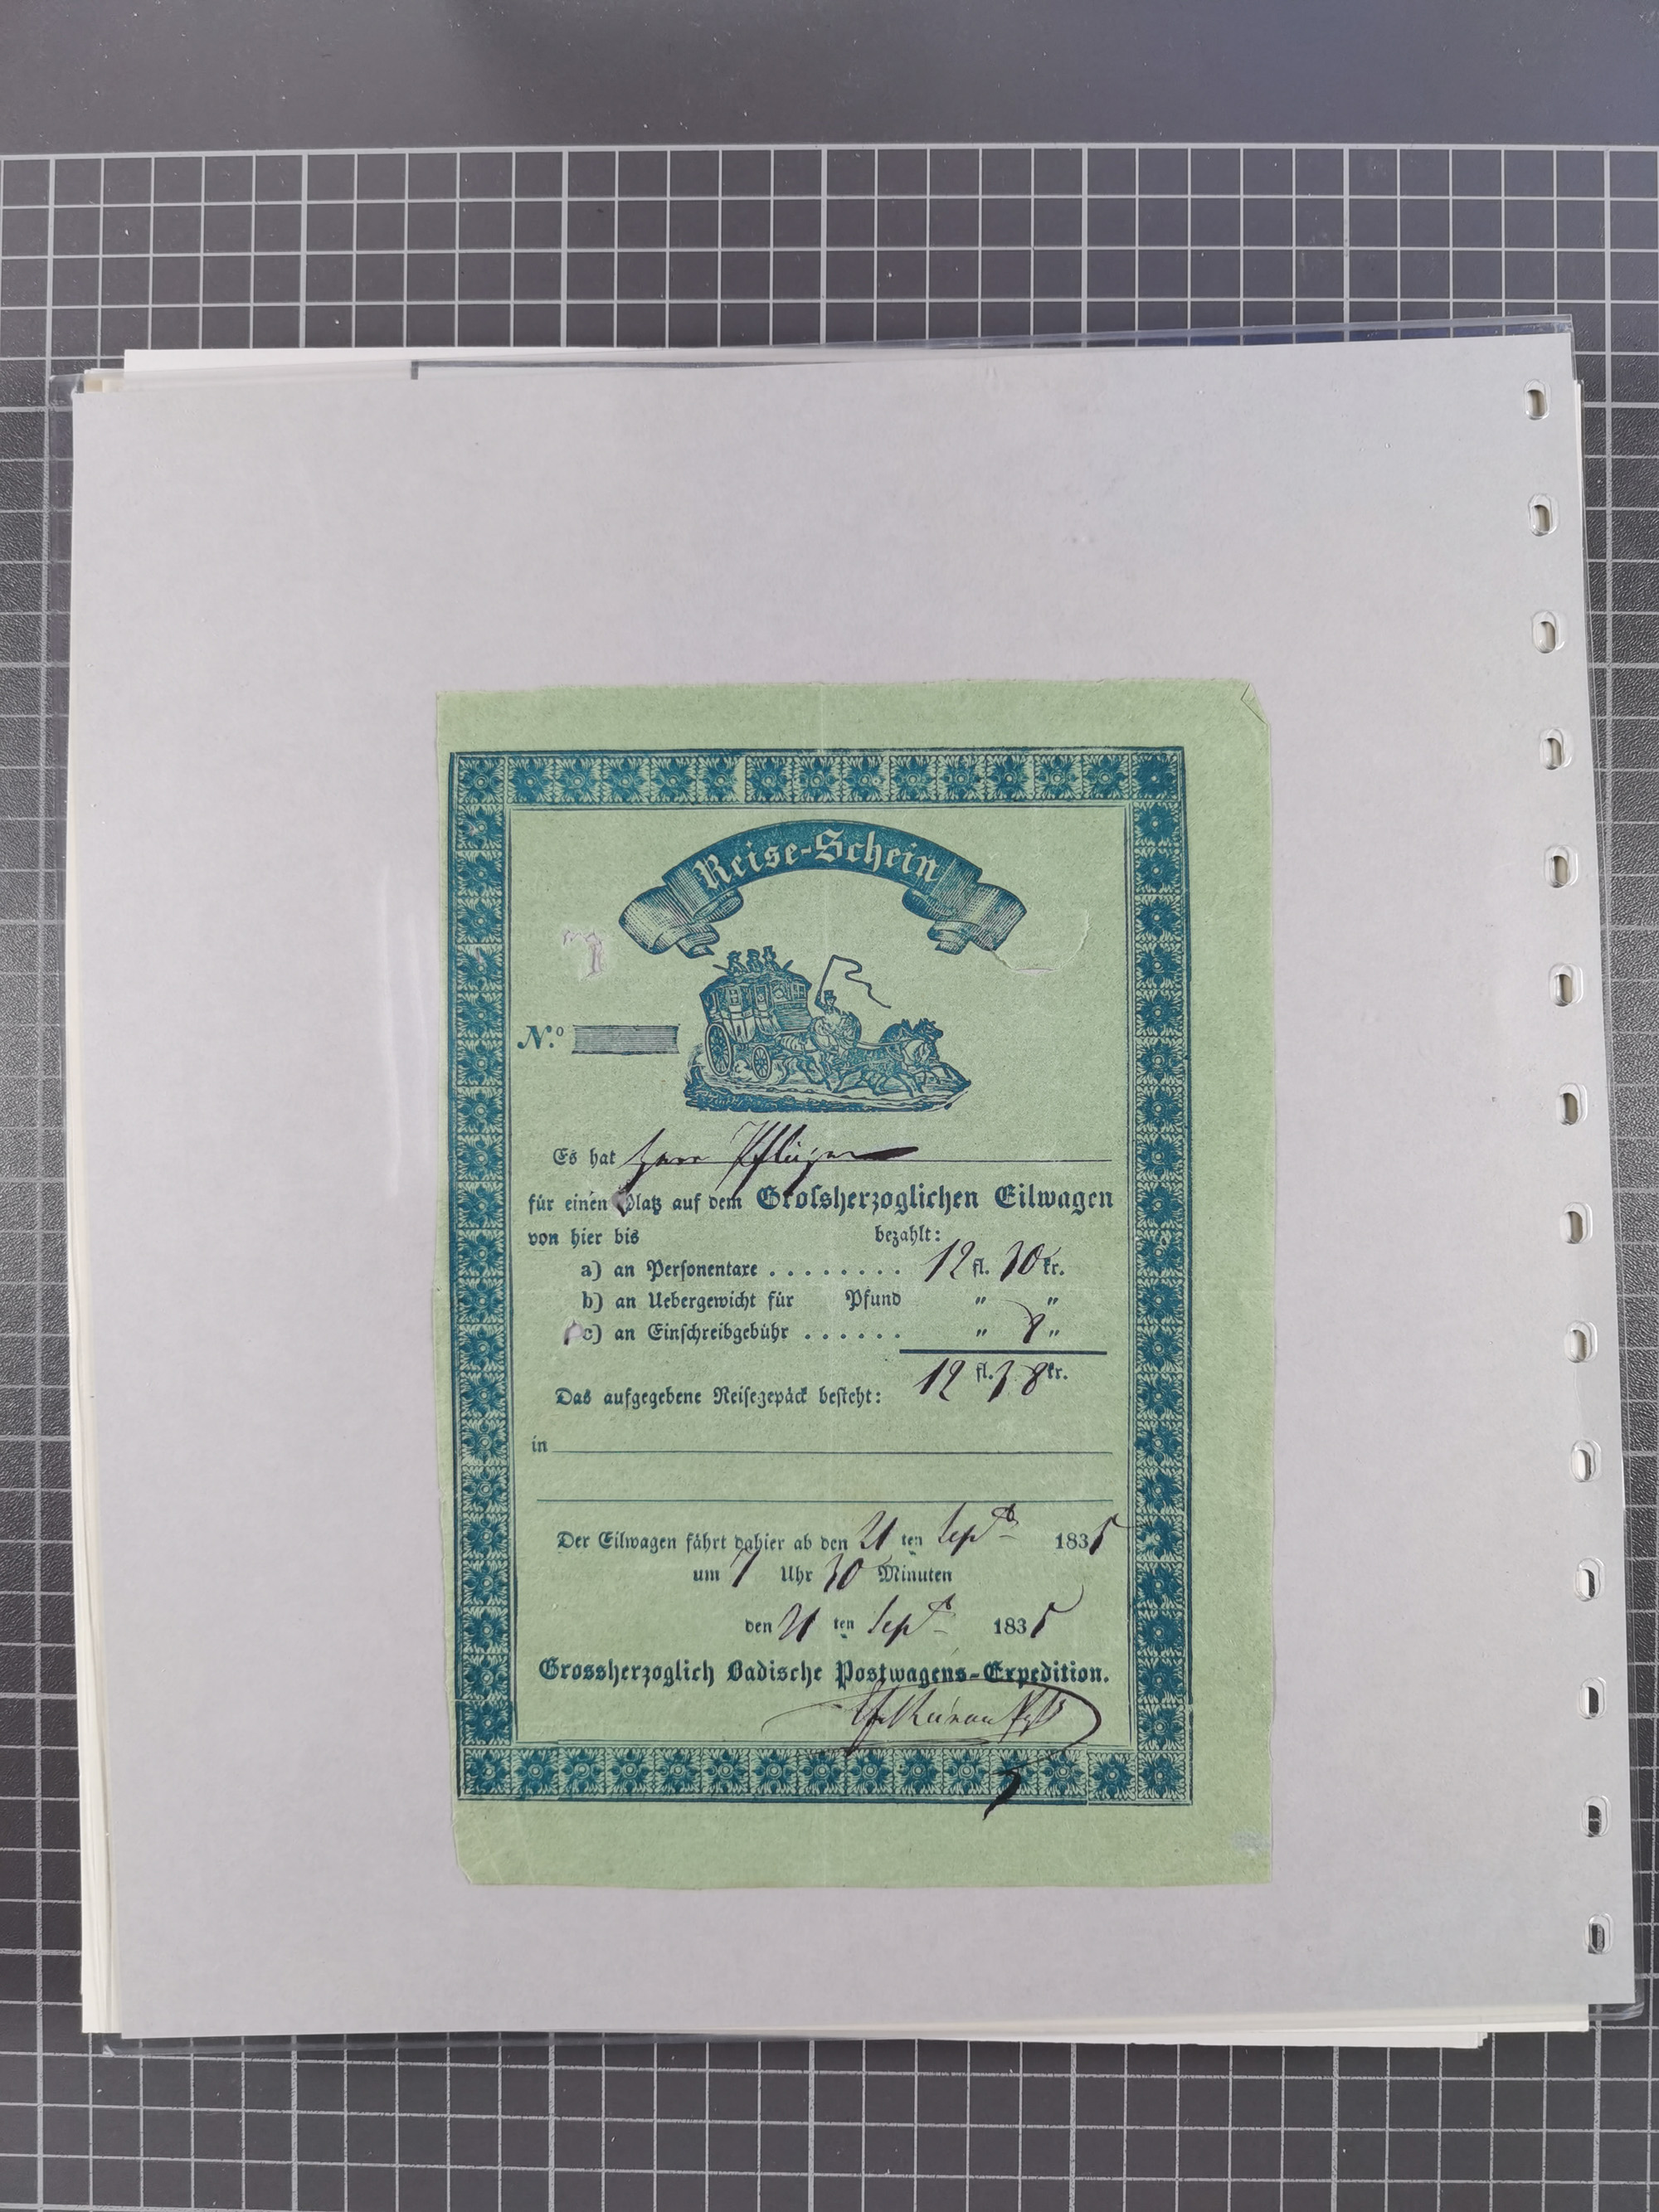 Reise-Schein
N.º
Es hat Herr Pflüger
für einen Platz auf dem Grossherzoglichen Eilwagen
von hier bis bezahlt:
a) an Personentaxe . . . . . . . . 12 fl. 30 kr.
b) an Uebergewicht für Pfund " "
c) an Einschreibgebühr . . . . . . " 8 "
12 fl. 38 kr.
Das aufgegebene Reisegepäck besteht:
in
Der Eilwagen fährt dahier ab den 21 ten Sept 1835
um 7 Uhr 30 Minuten
den 21 ten Sept 1835
Grossherzoglich Badische Postwagens-Expedition.